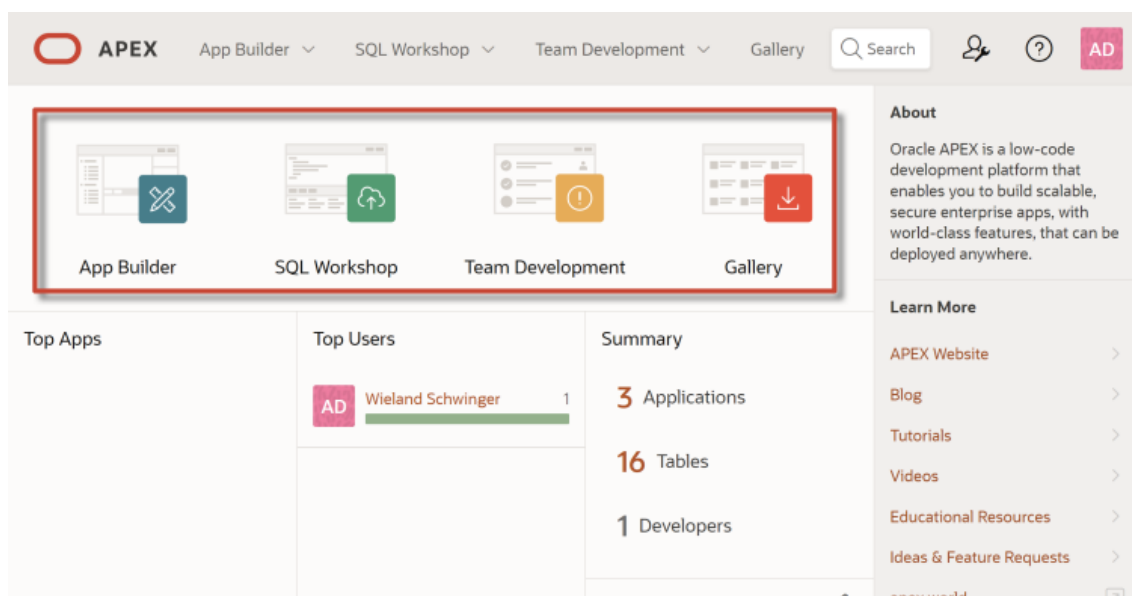 APEX
App Builder
SQL Workshop
Team Development
Gallery
Search
AD
App Builder
SQL Workshop
Team Development
Gallery
Top Apps
Top Users
AD
Wieland Schwinger 1
Summary
3 Applications
16 Tables
1 Developers
About
Oracle APEX is a low-code
development platform that
enables you to build scalable,
secure enterprise apps, with
world-class features, that can be
deployed anywhere.
Learn More
APEX Website
Blog
Tutorials
Videos
Educational Resources
Ideas & Feature Requests